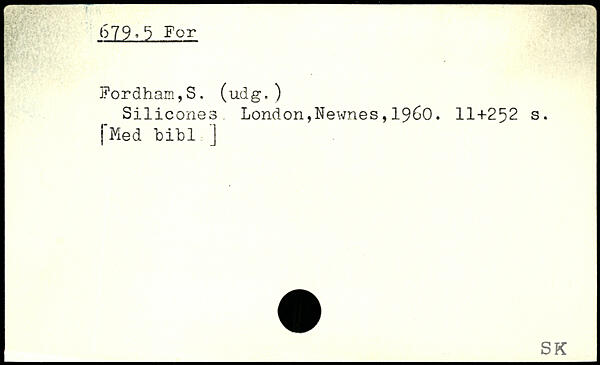 679.5 For
Fordham,S. (udg.)
Silicones. London,Newnes,1960. 11+252 s.
[Med bibl.]
SK